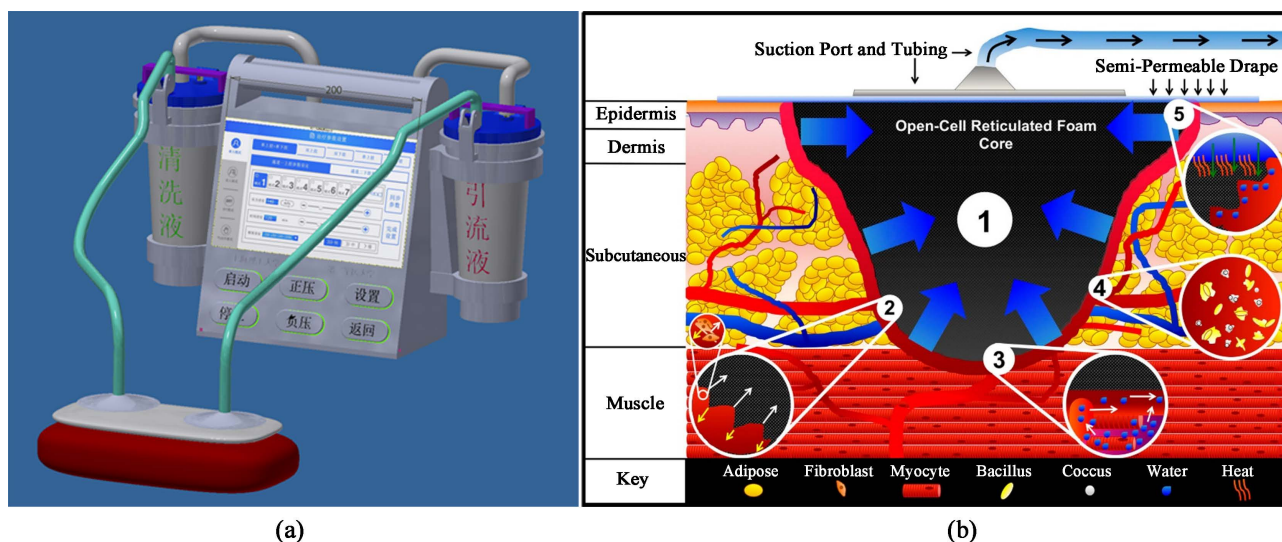 200
清洗液
引流液
1 2 3 4 5 6 7
启动
正压
设置
负压
返回
(a)
Suction Port and Tubing
Semi-Permeable Drape
Epidermis
Dermis
Subcutaneous
Muscle
Key
Open-Cell Reticulated Foam
Core
1
2
3
4
5
Adipose Fibroblast Myocyte Bacillus Coccus Water Heat
(b)